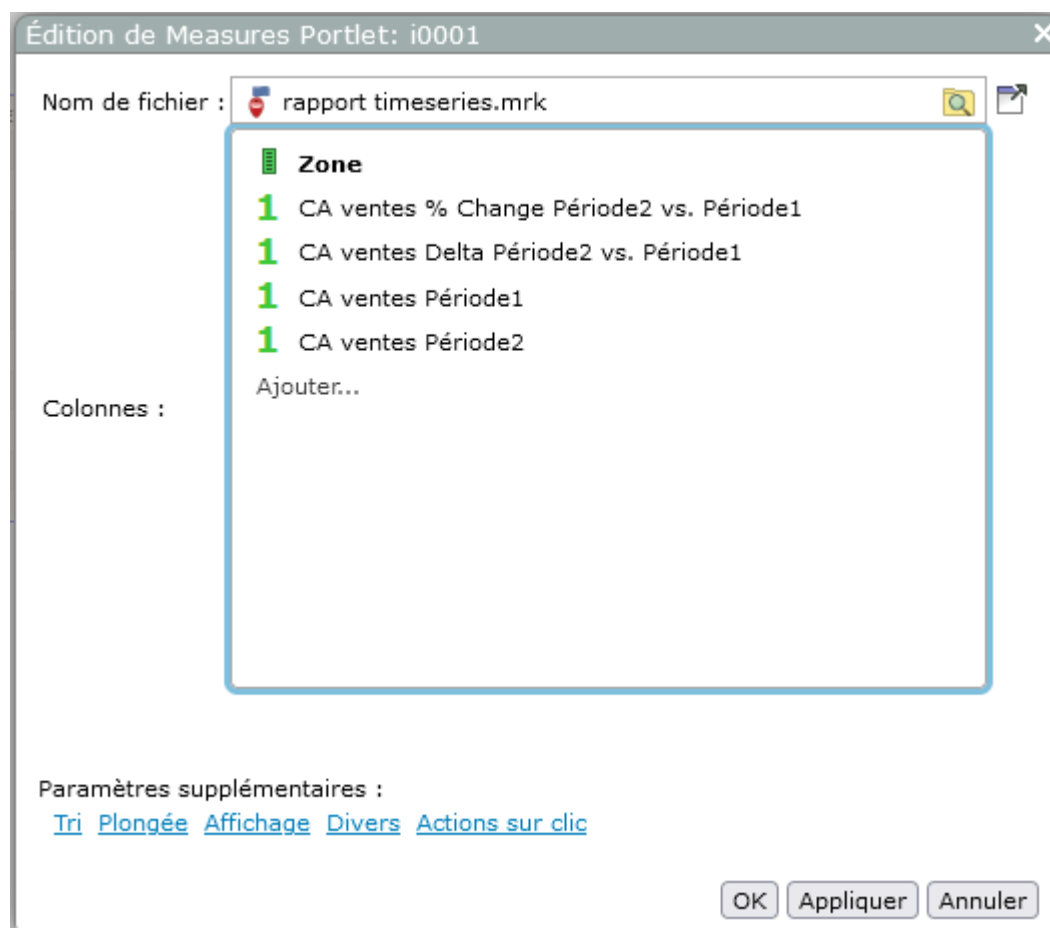 Édition de Measures Portlet: i0001
Nom de fichier : rapport timeseries.mrk
Zone
1 CA ventes % Change Période2 vs. Période1
1 CA ventes Delta Période2 vs. Période1
1 CA ventes Période1
1 CA ventes Période2
Ajouter...
Colonnes :
Paramètres supplémentaires :
Tri Plongée Affichage Divers Actions sur clic
OK Appliquer Annuler